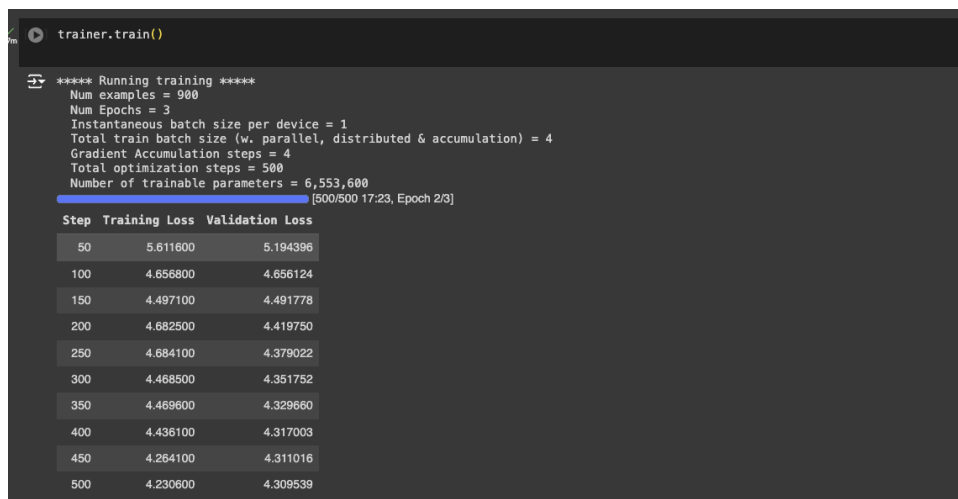 trainer.train()
7m
***** Running training *****
Num examples = 900
Num Epochs = 3
Instantaneous batch size per device = 1
Total train batch size (w. parallel, distributed & accumulation) = 4
Gradient Accumulation steps = 4
Total optimization steps = 500
Number of trainable parameters = 6,553,600
[500/500 17:23, Epoch 2/3]
Step Training Loss Validation Loss
50 5.611600 5.194396
100 4.656800 4.656124
150 4.497100 4.491778
200 4.682500 4.419750
250 4.684100 4.379022
300 4.468500 4.351752
350 4.469600 4.329660
400 4.436100 4.317003
450 4.264100 4.311016
500 4.230600 4.309539